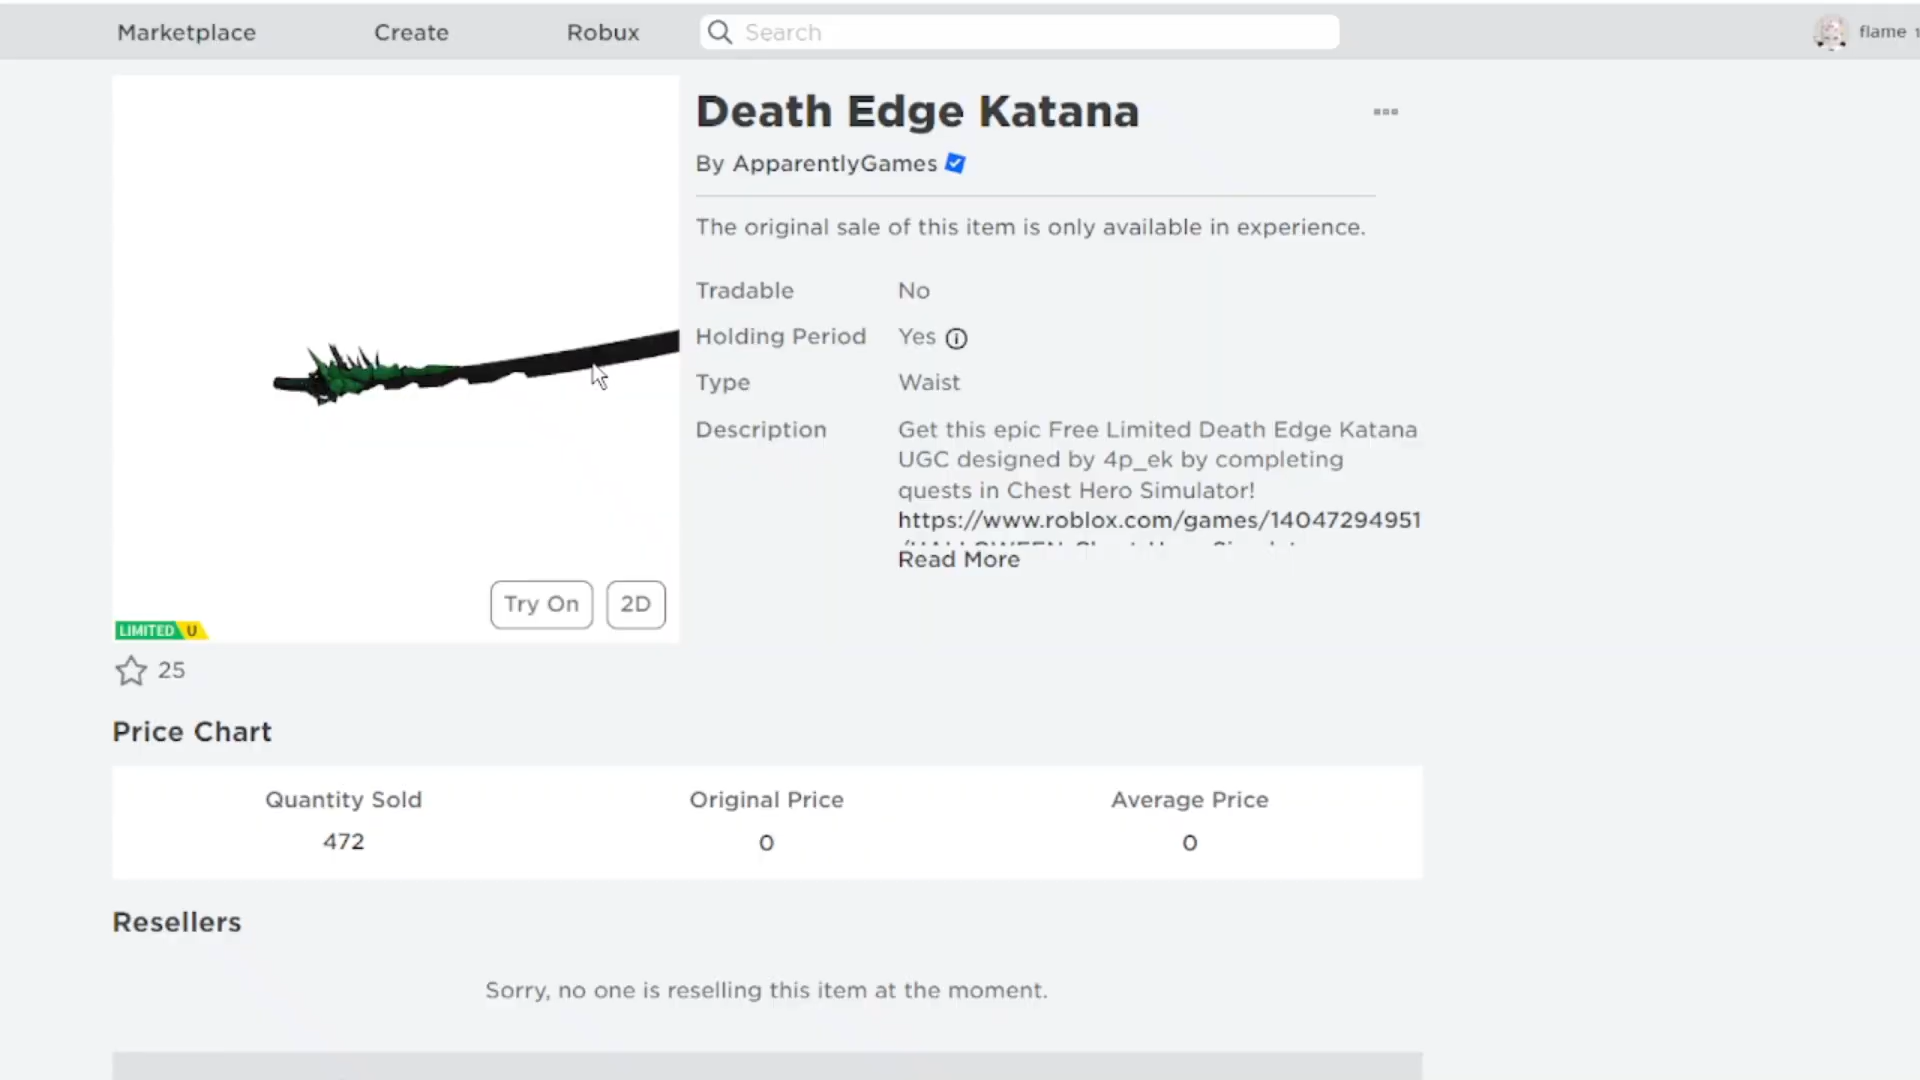 Marketplace Create Robux Search flame
Death Edge Katana
By ApparentlyGames
The original sale of this item is only available in experience.
Tradable No
Holding Period Yes
Type Waist
Description Get this epic Free Limited Death Edge Katana
UGC designed by 4p_ek by completing
quests in Chest Hero Simulator!
https://www.roblox.com/games/14047294951
Read More
Try On 2D
LIMITED U
25
Price Chart
Quantity Sold Original Price Average Price
472 0 0
Resellers
Sorry, no one is reselling this item at the moment.